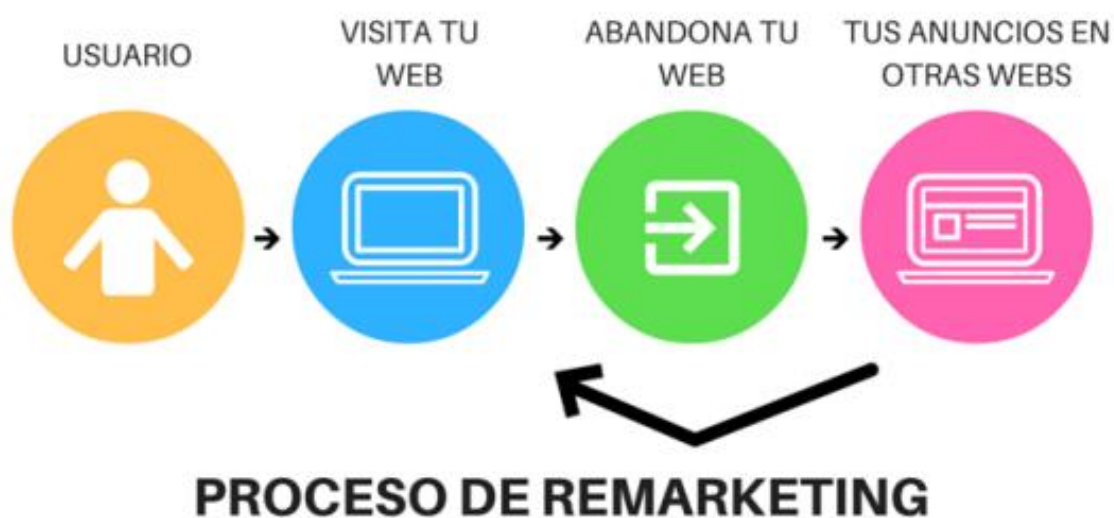 USUARIO
VISITA TU
WEB
ABANDONA TU
WEB
TUS ANUNCIOS EN
OTRAS WEBS
PROCESO DE REMARKETING